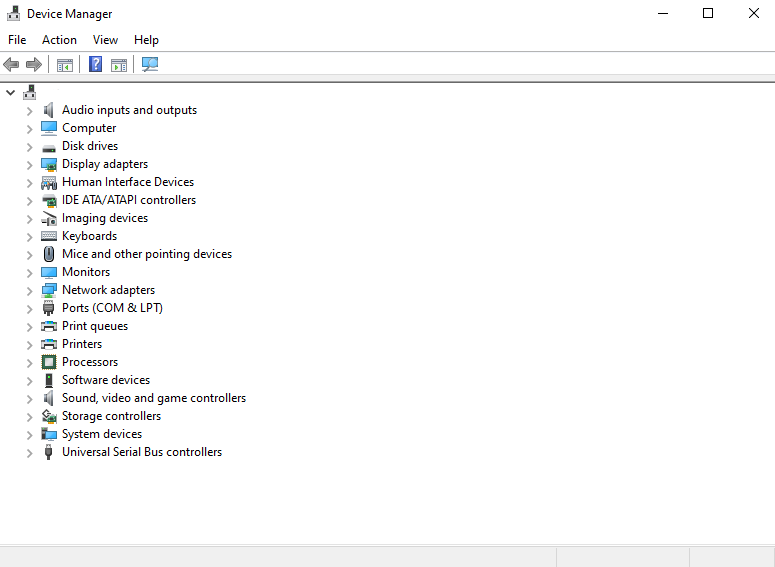 Device Manager
File Action View Help
Audio inputs and outputs
Computer
Disk drives
Display adapters
Human Interface Devices
IDE ATA/ATAPI controllers
Imaging devices
Keyboards
Mice and other pointing devices
Monitors
Network adapters
Ports (COM & LPT)
Print queues
Printers
Processors
Software devices
Sound, video and game controllers
Storage controllers
System devices
Universal Serial Bus controllers